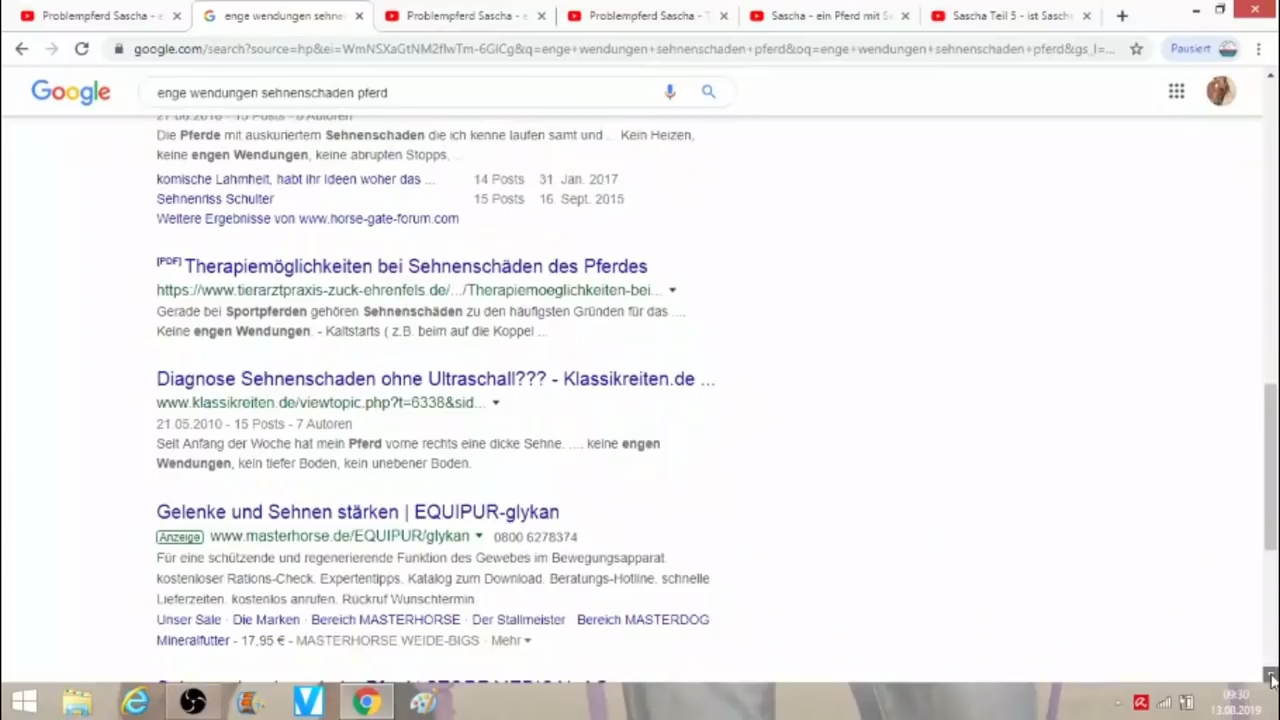 Problempferd Sascha - e
enge wendungen sehne
Problempferd Sascha - e
Problempferd Sascha - T
Sascha - ein Pferd mit S
Sascha Teil 5 - ist Sasch
google.com/search?source=hp&ei=WmNSXaGtNM2flwTm-6GICg&q=enge+wendungen+sehnenschaden+pferd&oq=enge+wendungen+sehnenschaden+pferd&gs_l=...
Pausiert
Google
enge wendungen sehnenschaden pferd
27.06.2010 - 15 Posts - 8 Autoren
Die Pferde mit auskuriertem Sehnenschaden die ich kenne laufen samt und ... Kein Heizen,
keine engen Wendungen, keine abrupten Stopps, ...
komische Lahmheit, habt ihr Ideen woher das ... 14 Posts 31. Jan. 2017
Sehnenriss Schulter 15 Posts 16. Sept. 2015
Weitere Ergebnisse von www.horse-gate-forum.com
[PDF] Therapiemöglichkeiten bei Sehnenschäden des Pferdes
https://www.tierarztpraxis-zuck-ehrenfels.de/.../Therapiemoeglichkeiten-bei...
Gerade bei Sportpferden gehören Sehnenschäden zu den häufigsten Gründen für das ....
Keine engen Wendungen. - Kaltstarts ( z.B. beim auf die Koppel ...
Diagnose Sehnenschaden ohne Ultraschall??? - Klassikreiten.de ...
www.klassikreiten.de/viewtopic.php?t=6338&sid...
21.05.2010 - 15 Posts - 7 Autoren
Seit Anfang der Woche hat mein Pferd vorne rechts eine dicke Sehne. .... keine engen
Wendungen, kein tiefer Boden, kein unebener Boden.
Gelenke und Sehnen stärken | EQUIPUR-glykan
Anzeige www.masterhorse.de/EQUIPUR/glykan 0800 6278374
Für eine schützende und regenerierende Funktion des Gewebes im Bewegungsapparat.
kostenloser Rations-Check. Expertentipps. Katalog zum Download. Beratungs-Hotline. schnelle
Lieferzeiten. kostenlos anrufen. Rückruf Wunschtermin.
Unser Sale · Die Marken · Bereich MASTERHORSE · Der Stallmeister · Bereich MASTERDOG
Mineralfutter - 17,95 € - MASTERHORSE WEIDE-BIGS · Mehr
09:30
13.08.2019